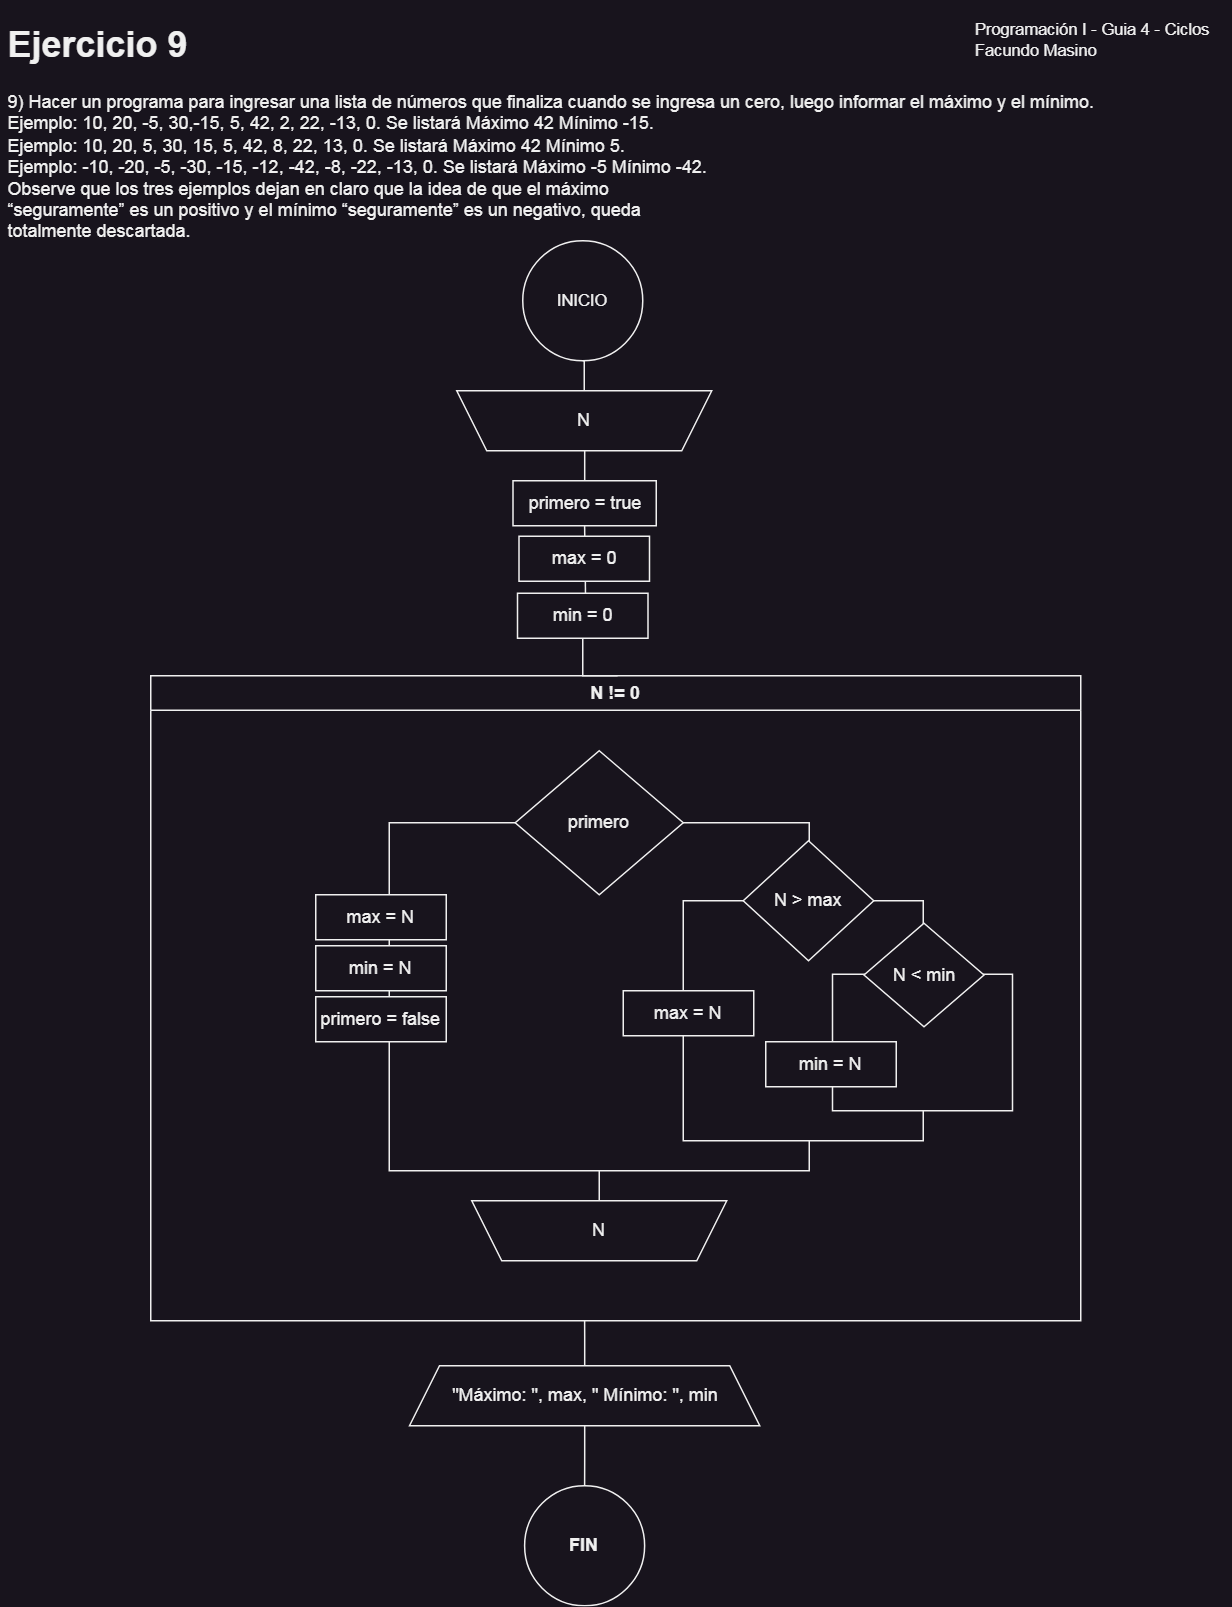 Ejercicio 9
Programación I - Guia 4 - Ciclos
Facundo Masino
9) Hacer un programa para ingresar una lista de números que finaliza cuando se ingresa un cero, luego informar el máximo y el mínimo.
Ejemplo: 10, 20, -5, 30,-15, 5, 42, 2, 22, -13, 0. Se listará Máximo 42 Mínimo -15.
Ejemplo: 10, 20, 5, 30, 15, 5, 42, 8, 22, 13, 0. Se listará Máximo 42 Mínimo 5.
Ejemplo: -10, -20, -5, -30, -15, -12, -42, -8, -22, -13, 0. Se listará Máximo -5 Mínimo -42.
Observe que los tres ejemplos dejan en claro que la idea de que el máximo
“seguramente” es un positivo y el mínimo “seguramente” es un negativo, queda
totalmente descartada.
INICIO
N
primero = true
max = 0
min = 0
N != 0
primero
N > max
max = N
N < min
min = N
max = N
primero = false
min = N
N
"Máximo: ", max, " Mínimo: ", min
FIN